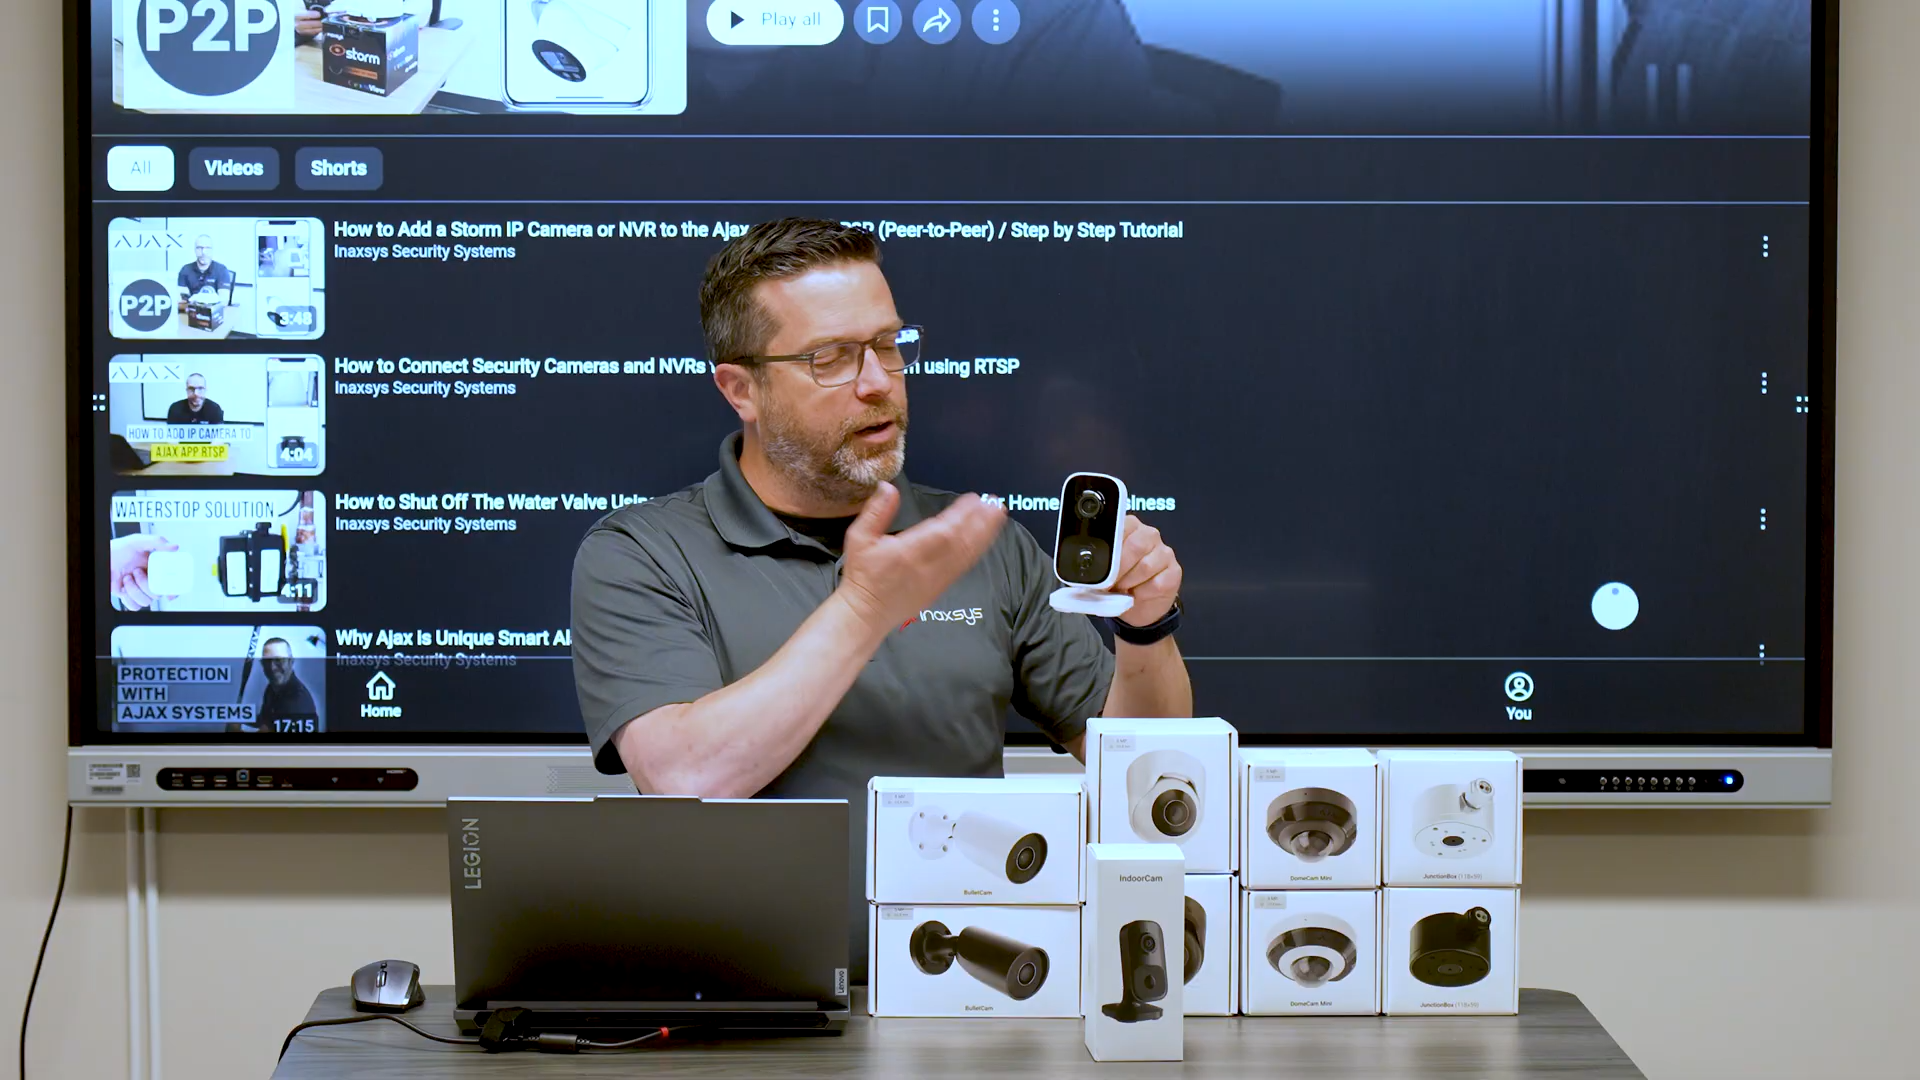 P2P
storm
Play all
All
Videos
Shorts
AJAX
P2P
3:48
How to Add a Storm IP Camera or NVR to the Ajax P2P (Peer-to-Peer) / Step by Step Tutorial
Inaxsys Security Systems
AJAX
HOW TO ADD IP CAMERA TO
AJAX APP RTSP
4:04
How to Connect Security Cameras and NVRs using RTSP
Inaxsys Security Systems
WATERSTOP SOLUTION
4:11
How to Shut Off The Water Valve for Home
Inaxsys Security Systems
PROTECTION
WITH
AJAX SYSTEMS
17:15
Why Ajax is Unique Smart
Inaxsys Security Systems
Home
You
inaxsys
LEGION
Lenovo
BulletCam
BulletCam
IndoorCam
DomeCam Mini
DomeCam Mini
JunctionBox
JunctionBox